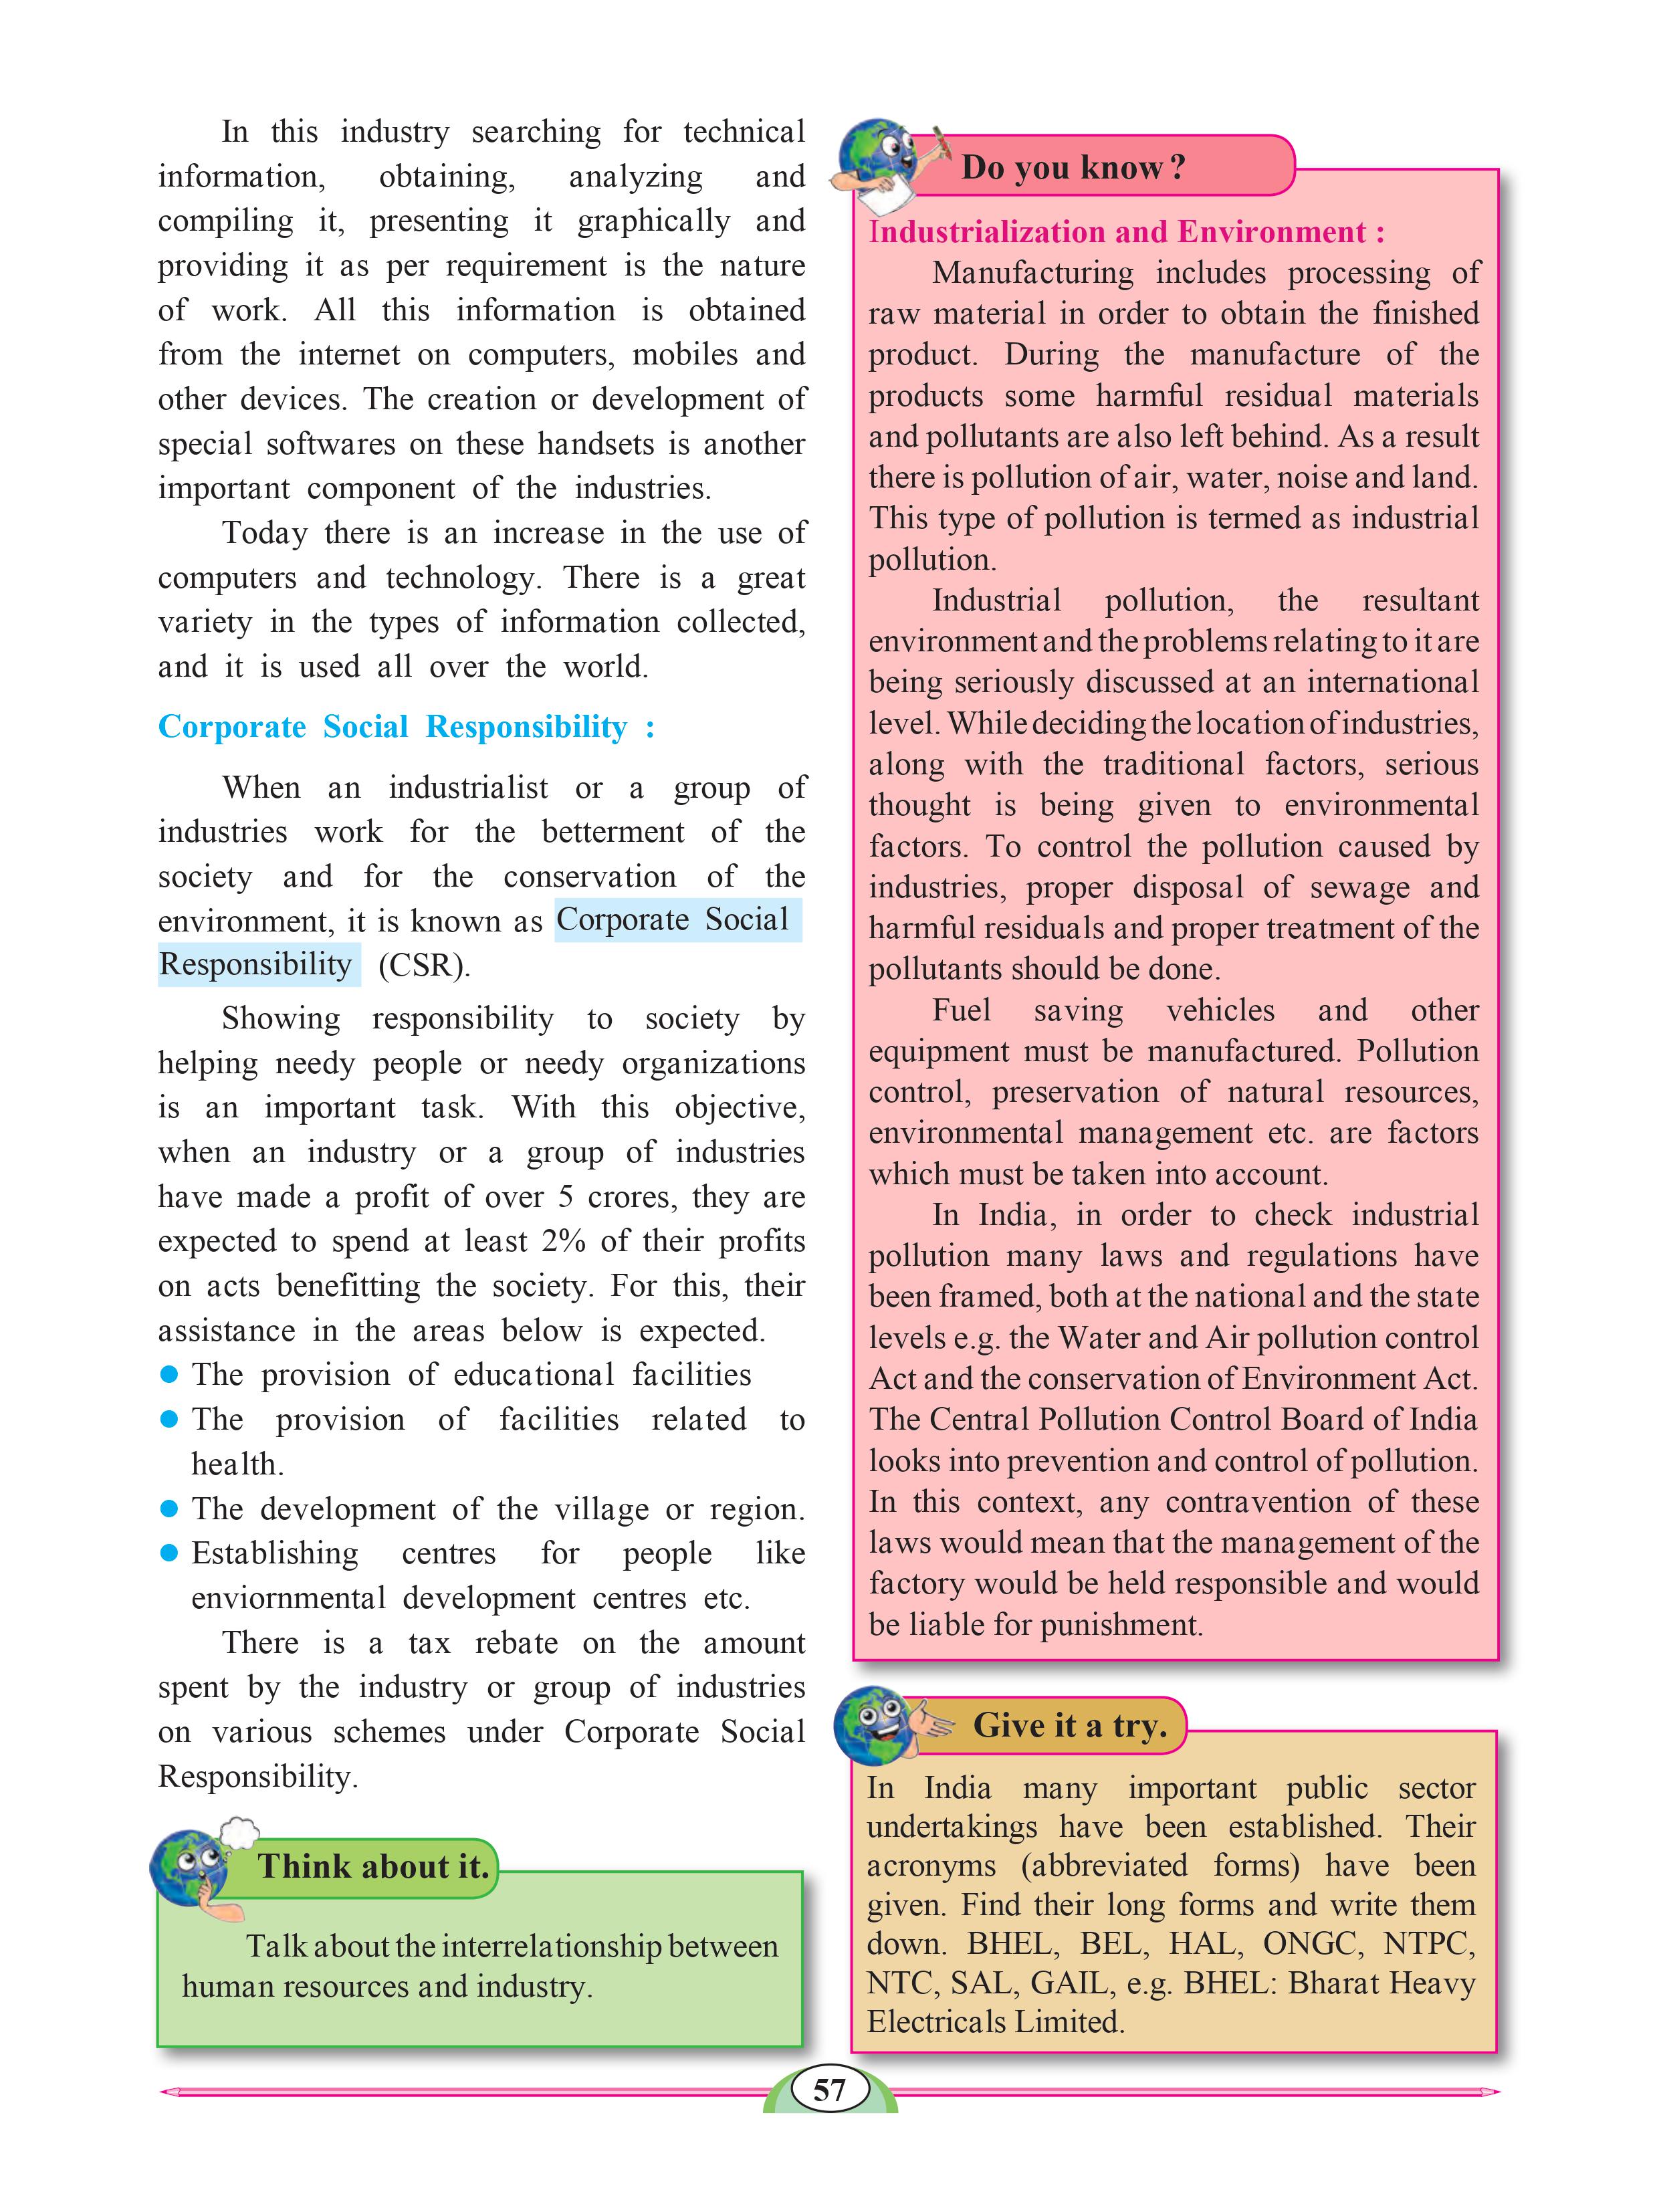 In this industry searching for technical
information, obtaining, analyzing and
compiling it, presenting it graphically and
providing it as per requirement is the nature
of work. All this information is obtained
from the internet on computers, mobiles and
other devices. The creation or development of
special softwares on these handsets is another
important component of the industries.
Today there is an increase in the use of
computers and technology. There is a great
variety in the types of information collected,
and it is used all over the world.
Corporate Social Responsibility :
When an industrialist or a group of
industries work for the betterment of the
society and for the conservation of the
environment, it is known as Corporate Social
Responsibility (CSR).
Showing responsibility to society by
helping needy people or needy organizations
is an important task. With this objective,
when an industry or a group of industries
have made a profit of over 5 crores, they are
expected to spend at least 2% of their profits
on acts benefitting the society. For this, their
assistance in the areas below is expected.
● The provision of educational facilities
● The provision of facilities related to
health.
● The development of the village or region.
● Establishing centres for people like
enviornmental development centres etc.
There is a tax rebate on the amount
spent by the industry or group of industries
on various schemes under Corporate Social
Responsibility.
Think about it.
Talk about the interrelationship between
human resources and industry.
Do you know ?
Industrialization and Environment :
Manufacturing includes processing of
raw material in order to obtain the finished
product. During the manufacture of the
products some harmful residual materials
and pollutants are also left behind. As a result
there is pollution of air, water, noise and land.
This type of pollution is termed as industrial
pollution.
Industrial pollution, the resultant
environment and the problems relating to it are
being seriously discussed at an international
level. While deciding the location of industries,
along with the traditional factors, serious
thought is being given to environmental
factors. To control the pollution caused by
industries, proper disposal of sewage and
harmful residuals and proper treatment of the
pollutants should be done.
Fuel saving vehicles and other
equipment must be manufactured. Pollution
control, preservation of natural resources,
environmental management etc. are factors
which must be taken into account.
In India, in order to check industrial
pollution many laws and regulations have
been framed, both at the national and the state
levels e.g. the Water and Air pollution control
Act and the conservation of Environment Act.
The Central Pollution Control Board of India
looks into prevention and control of pollution.
In this context, any contravention of these
laws would mean that the management of the
factory would be held responsible and would
be liable for punishment.
Give it a try.
In India many important public sector
undertakings have been established. Their
acronyms (abbreviated forms) have been
given. Find their long forms and write them
down. BHEL, BEL, HAL, ONGC, NTPC,
NTC, SAL, GAIL, e.g. BHEL: Bharat Heavy
Electricals Limited.
57